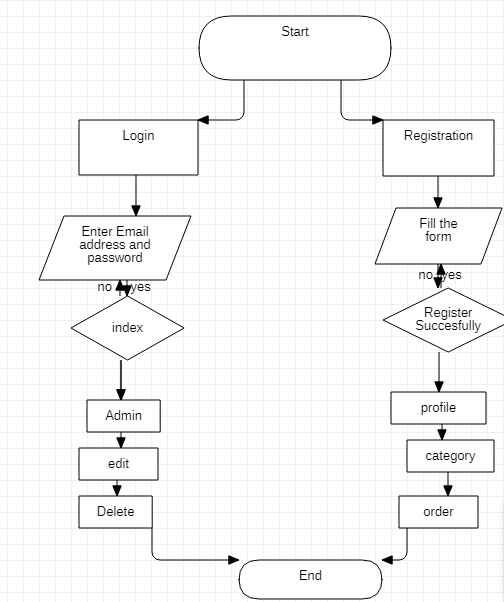 Start
Login
Registration
Enter Email
address and
password
Fill the
form
no yes
no yes
index
Register
Succesfully
Admin
profile
edit
category
Delete
order
End